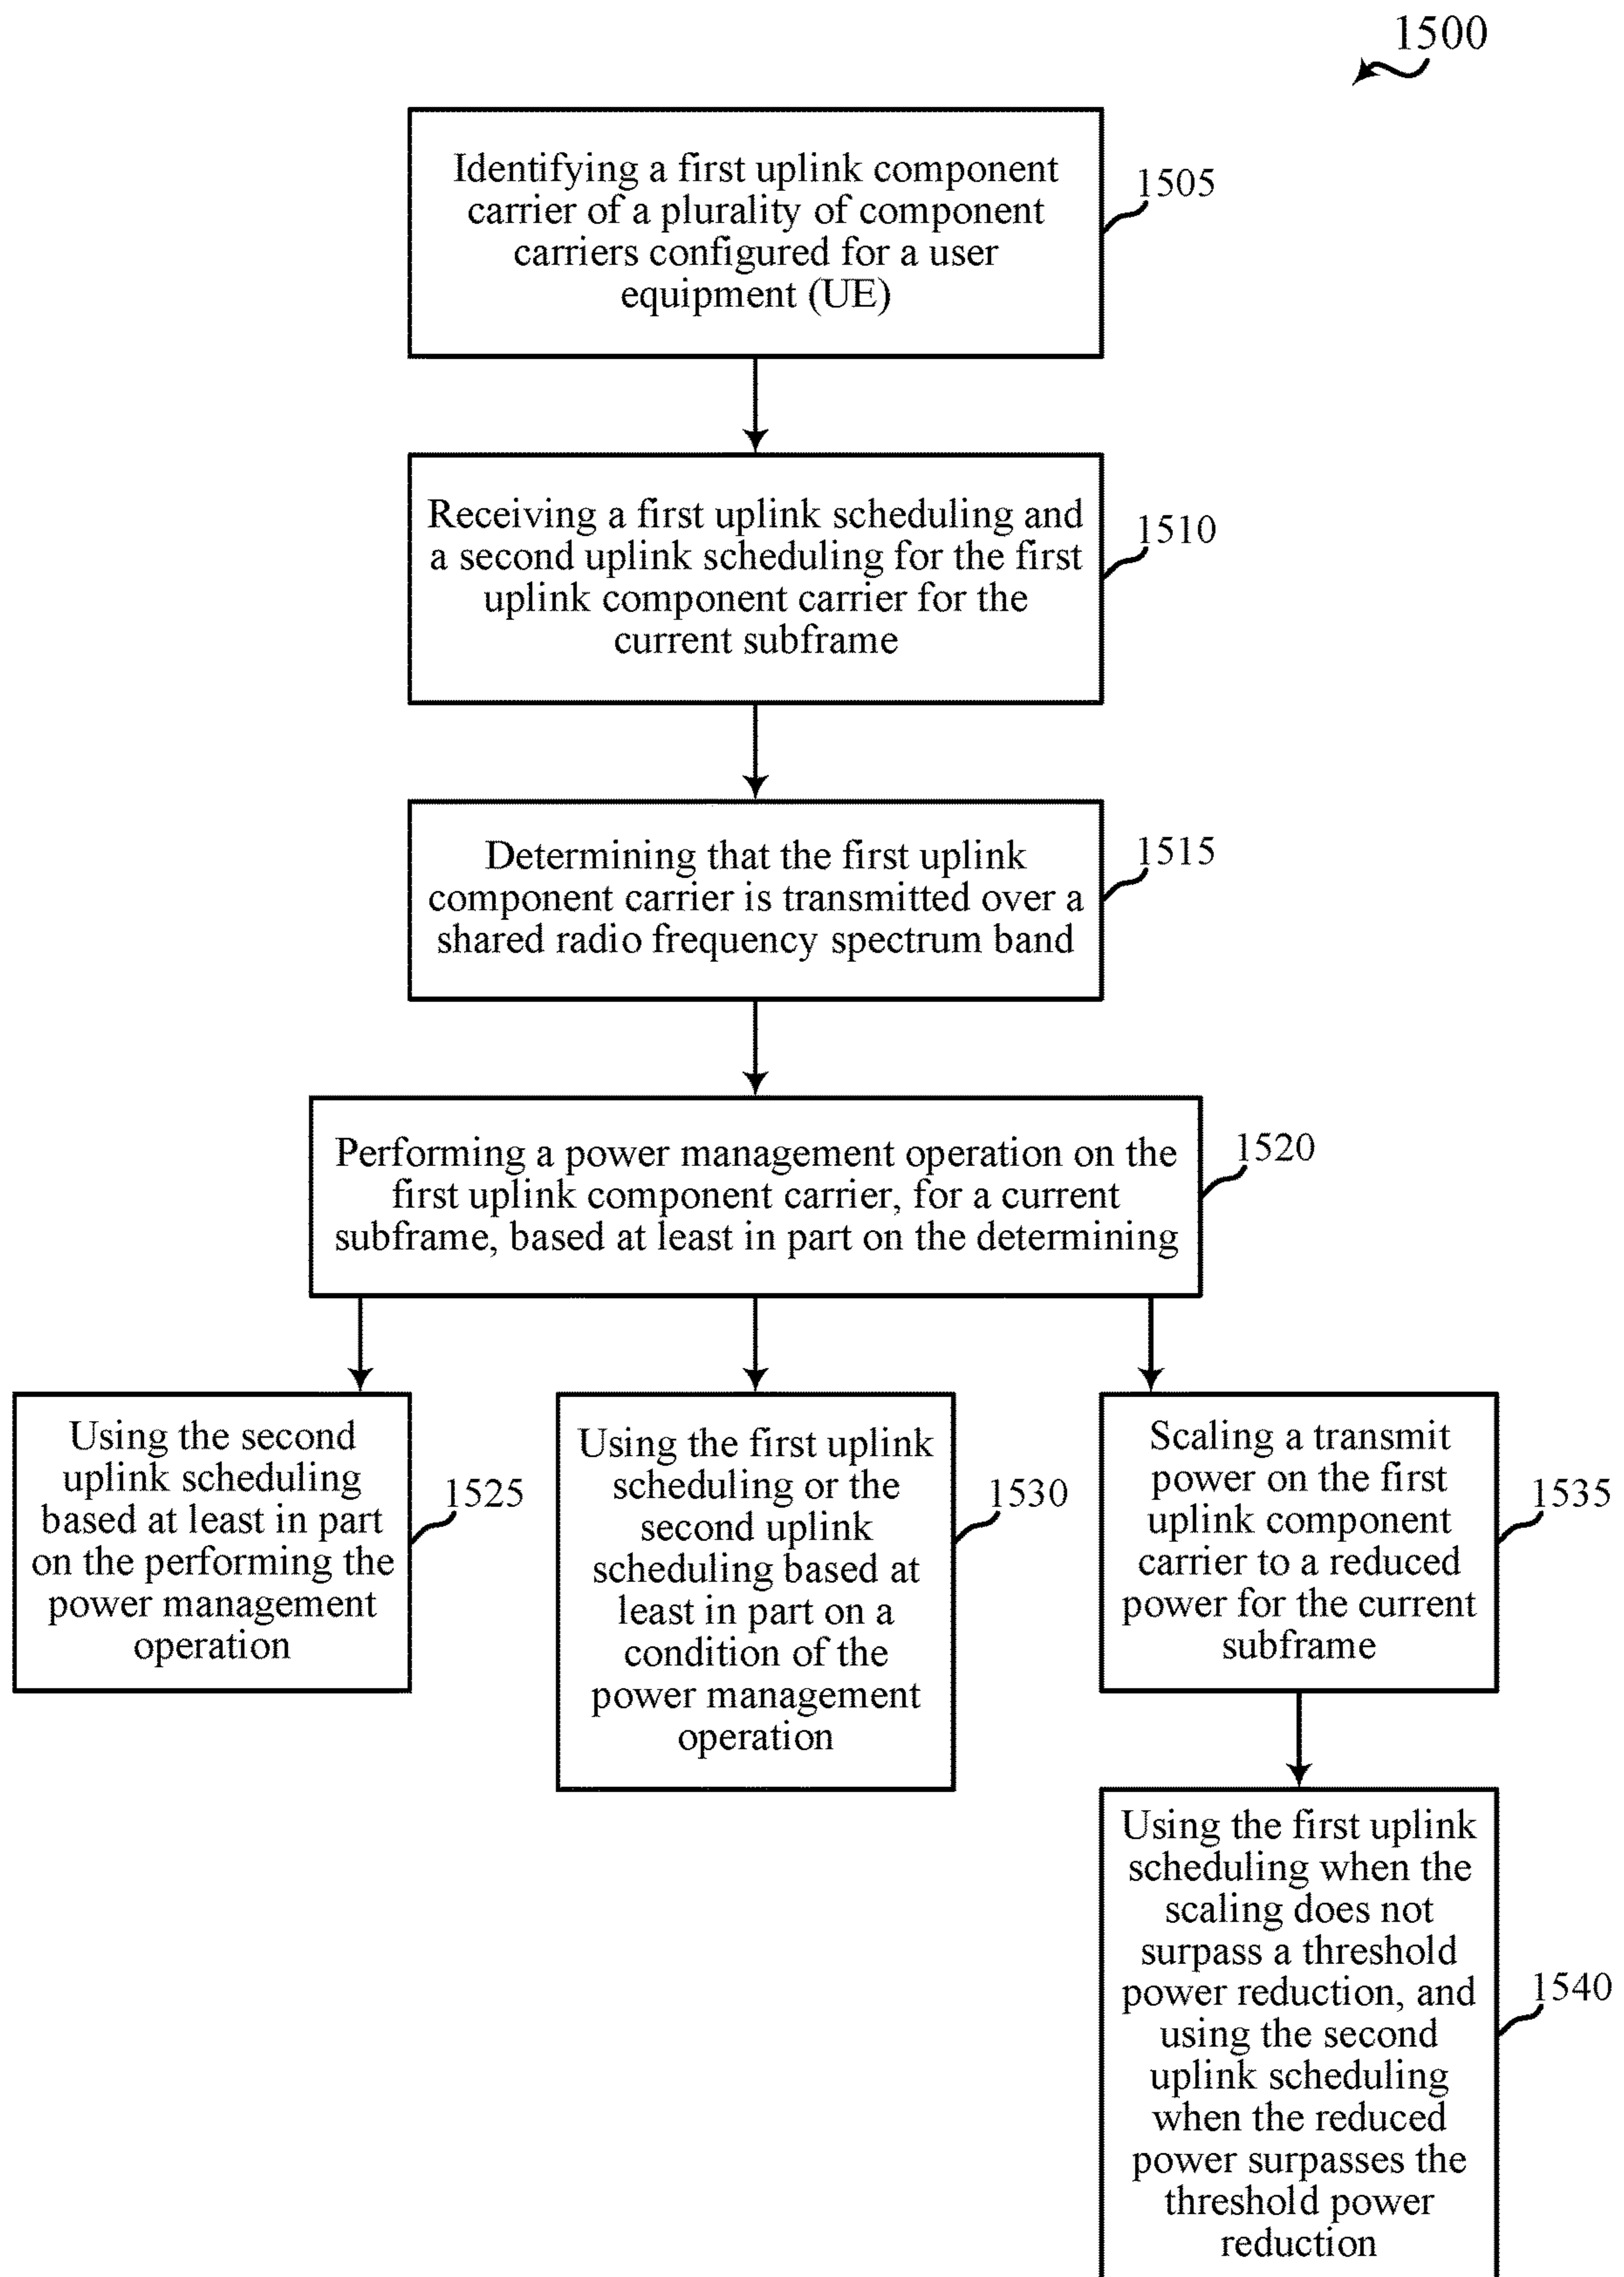 1500
Identifying a first uplink component
carrier of a plurality of component
carriers configured for a user
equipment (UE)
1505
Receiving a first uplink scheduling and
a second uplink scheduling for the first
uplink component carrier for the
current subframe
1510
Determining that the first uplink
component carrier is transmitted over a
shared radio frequency spectrum band
1515
Performing a power management operation on the
first uplink component carrier, for a current
subframe, based at least in part on the determining
1520
Using the second
uplink scheduling
based at least in part
on the performing the
power management
operation
1525
Using the first uplink
scheduling or the
second uplink
scheduling based at
least in part on a
condition of the
power management
operation
1530
Scaling a transmit
power on the first
uplink component
carrier to a reduced
power for the current
subframe
1535
Using the first uplink
scheduling when the
scaling does not
surpass a threshold
power reduction, and
using the second
uplink scheduling
when the reduced
power surpasses the
threshold power
reduction
1540